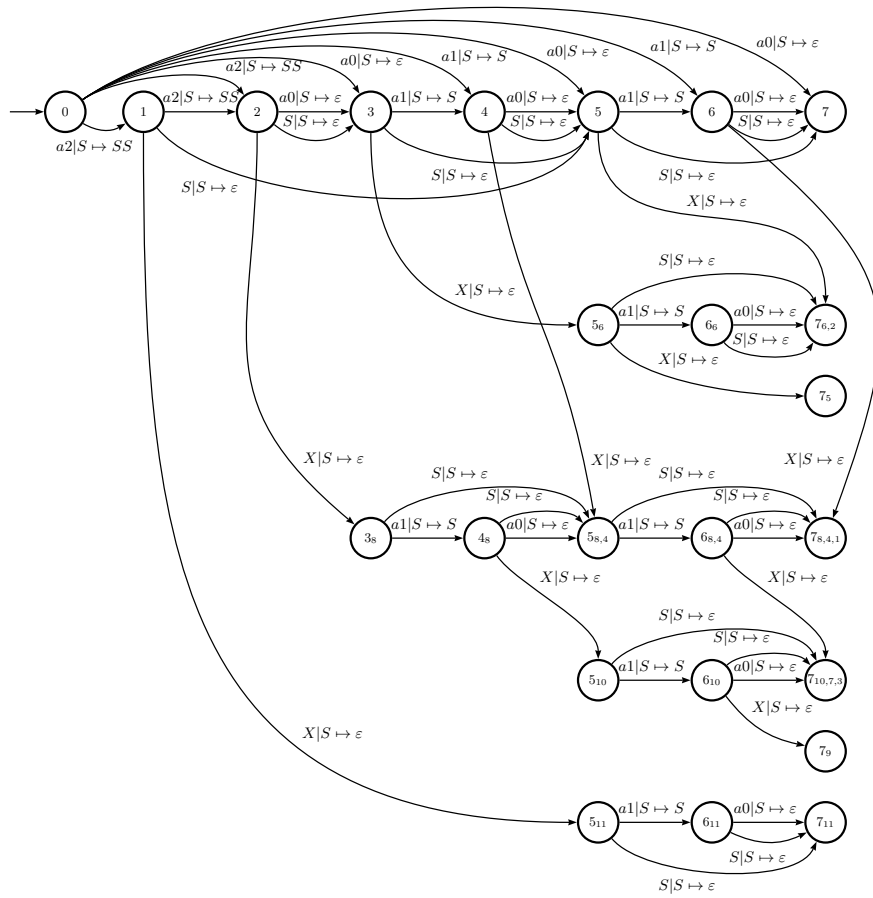 a0|S ↦ ε
a1|S ↦ S
a0|S ↦ ε
a1|S ↦ S
a0|S ↦ ε
a2|S ↦ SS
0 1 a2|S ↦ SS 2 a0|S ↦ ε 3 a1|S ↦ S 4 a0|S ↦ ε 5 a1|S ↦ S 6 a0|S ↦ ε 7
S|S ↦ ε S|S ↦ ε S|S ↦ ε
a2|S ↦ SS
S|S ↦ ε S|S ↦ ε S|S ↦ ε
X|S ↦ ε
S|S ↦ ε
X|S ↦ ε
5₆ a1|S ↦ S 6₆ a0|S ↦ ε 7₆,₂
S|S ↦ ε
X|S ↦ ε
7₅
X|S ↦ ε X|S ↦ ε X|S ↦ ε
S|S ↦ ε S|S ↦ ε
S|S ↦ ε S|S ↦ ε
3₈ a1|S ↦ S 4₈ a0|S ↦ ε 5₈,₄ a1|S ↦ S 6₈,₄ a0|S ↦ ε 7₈,₄,₁
X|S ↦ ε X|S ↦ ε
S|S ↦ ε
S|S ↦ ε
5₁₀ a1|S ↦ S 6₁₀ a0|S ↦ ε 7₁₀,₇,₃
X|S ↦ ε
X|S ↦ ε
7₉
5₁₁ a1|S ↦ S 6₁₁ a0|S ↦ ε 7₁₁
S|S ↦ ε
S|S ↦ ε